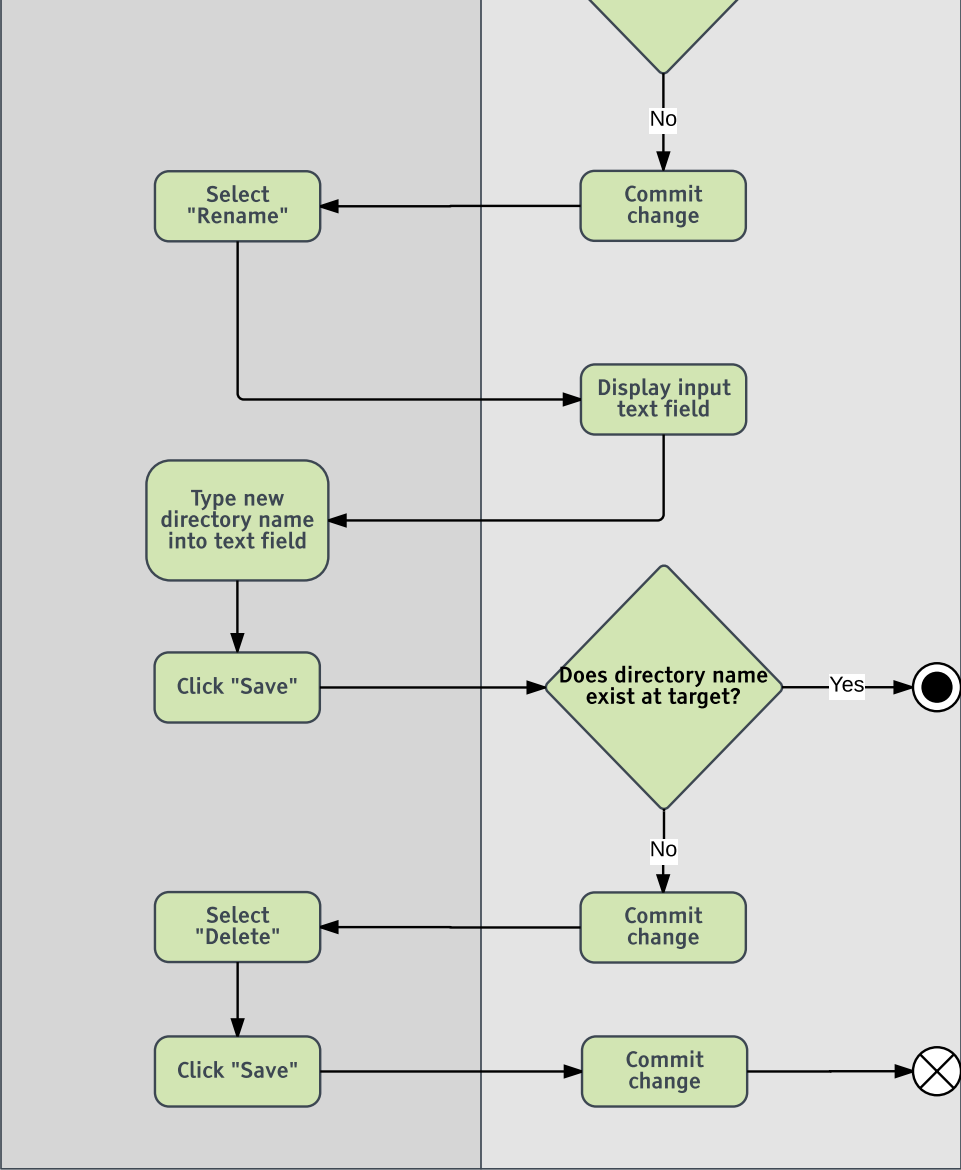 No
Select
"Rename"
Commit
change
Display input
text field
Type new
directory name
into text field
Click "Save"
Does directory name
exist at target?
Yes
No
Select
"Delete"
Commit
change
Click "Save"
Commit
change